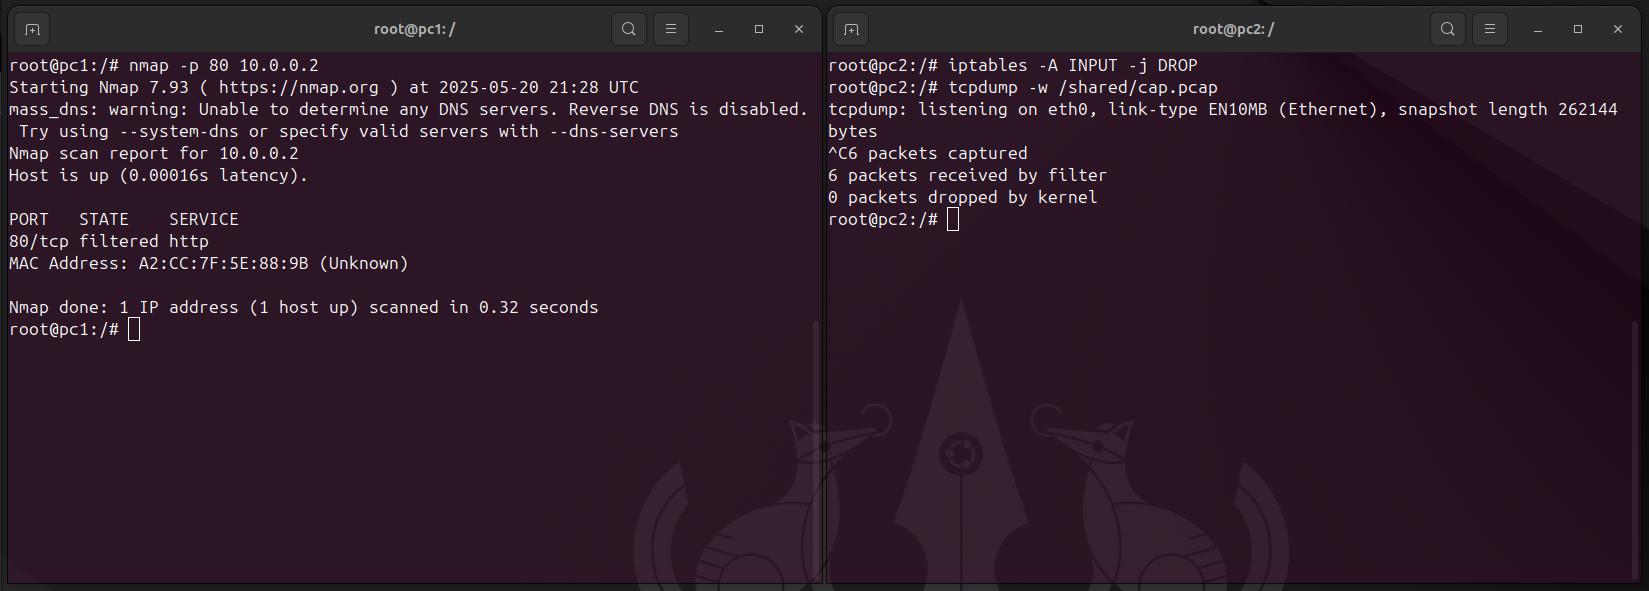 root@pc1: /
root@pc1:/# nmap -p 80 10.0.0.2
Starting Nmap 7.93 ( https://nmap.org ) at 2025-05-20 21:28 UTC
mass_dns: warning: Unable to determine any DNS servers. Reverse DNS is disabled.
 Try using --system-dns or specify valid servers with --dns-servers
Nmap scan report for 10.0.0.2
Host is up (0.00016s latency).
PORT   STATE    SERVICE
80/tcp filtered http
MAC Address: A2:CC:7F:5E:88:9B (Unknown)
Nmap done: 1 IP address (1 host up) scanned in 0.32 seconds
root@pc1:/#
root@pc2: /
root@pc2:/# iptables -A INPUT -j DROP
root@pc2:/# tcpdump -w /shared/cap.pcap
tcpdump: listening on eth0, link-type EN10MB (Ethernet), snapshot length 262144
bytes
^C6 packets captured
6 packets received by filter
0 packets dropped by kernel
root@pc2:/#